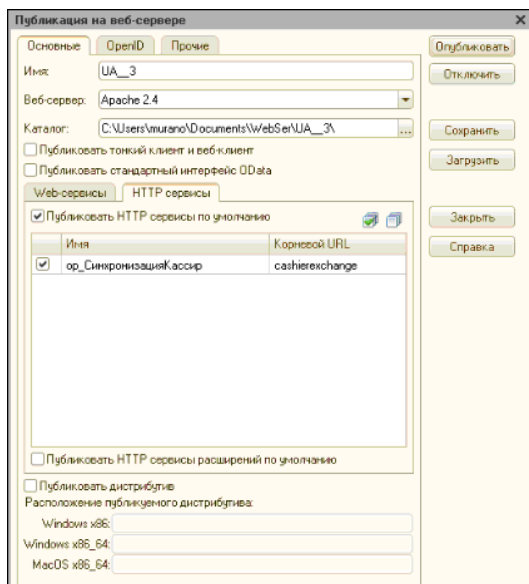 Публикация на веб-сервере
Основные OpenID Прочие
Опубликовать
Имя: UA__3
Отключить
Веб-сервер: Apache 2.4
Каталог: C:\Users\murano\Documents\WebSer\UA__3\ ...
Сохранить
Публиковать тонкий клиент и веб-клиент
Загрузить
Публиковать стандартный интерфейс OData
Web-сервисы HTTP сервисы
Публиковать HTTP сервисы по умолчанию
Закрыть
Имя Корневой URL
Справка
ор_СинхронизацияКассир cashierexchange
Публиковать HTTP сервисы расширений по умолчанию
Публиковать дистрибутив
Расположение публикуемого дистрибутива:
Windows x86:
Windows x86_64:
MacOS x86_64: